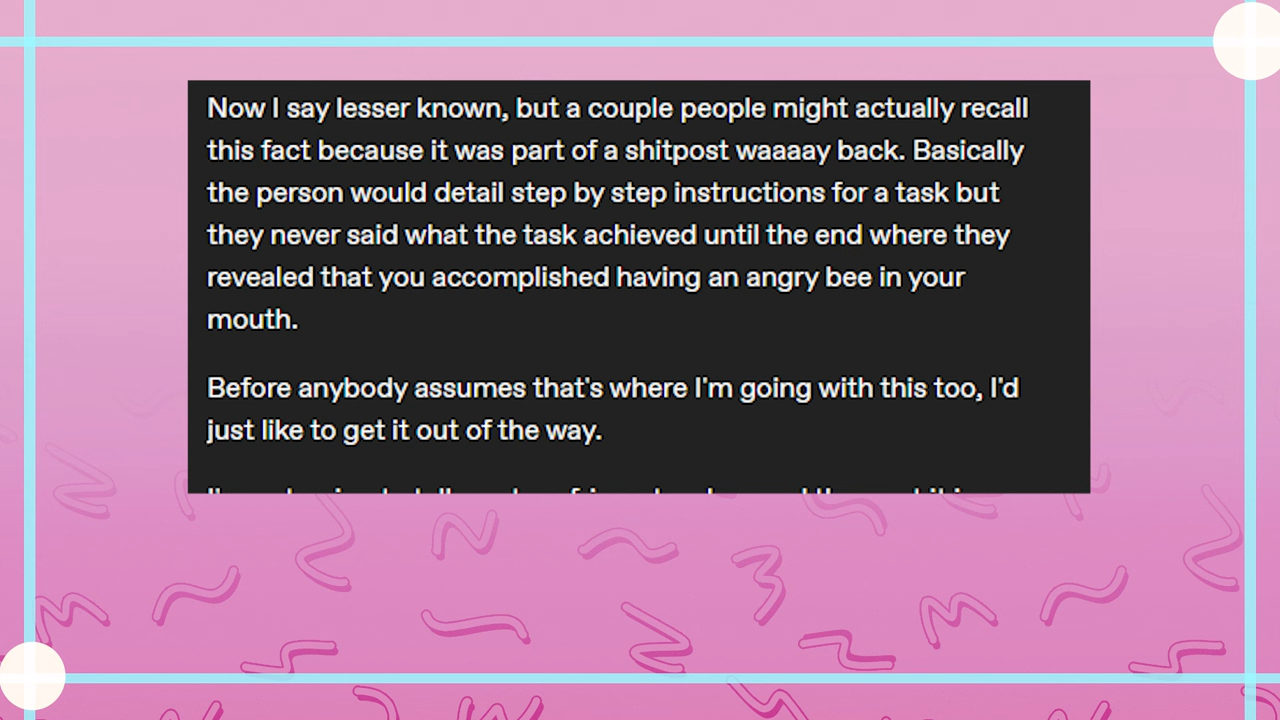 Now I say lesser known, but a couple people might actually recall
this fact because it was part of a shitpost waaaay back. Basically
the person would detail step by step instructions for a task but
they never said what the task achieved until the end where they
revealed that you accomplished having an angry bee in your
mouth.
Before anybody assumes that's where I'm going with this too, I'd
just like to get it out of the way.